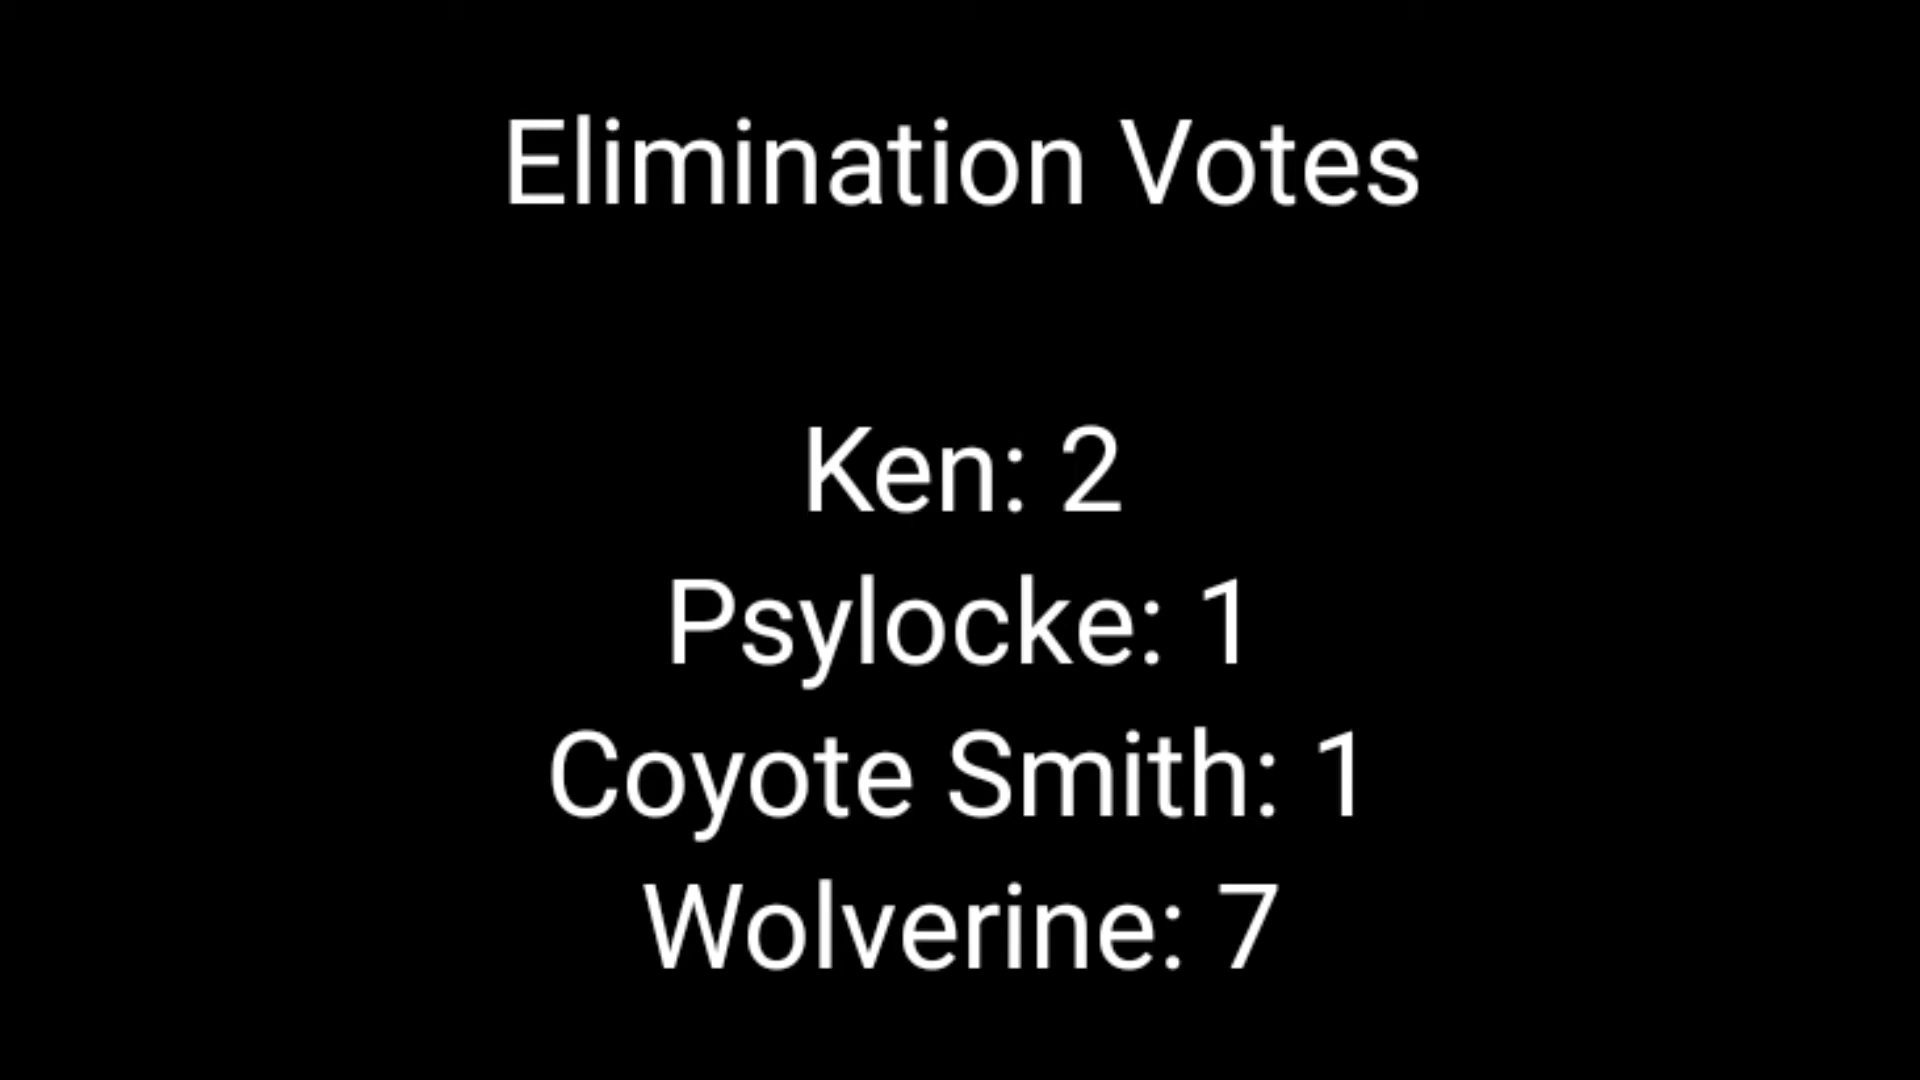 Elimination Votes
Ken: 2
Psylocke: 1
Coyote Smith: 1
Wolverine: 7